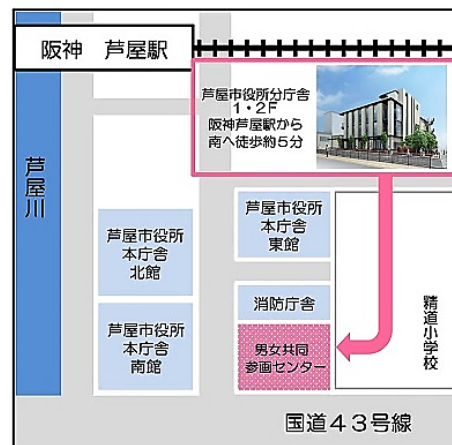 阪神 芦屋駅
芦屋市役所分庁舎
1・2F
阪神芦屋駅から
南へ徒歩約5分
芦屋川
芦屋市役所
本庁舎
北館
芦屋市役所
本庁舎
東館
消防庁舎
芦屋市役所
本庁舎
南館
男女共同
参画センター
精道小学校
国道43号線